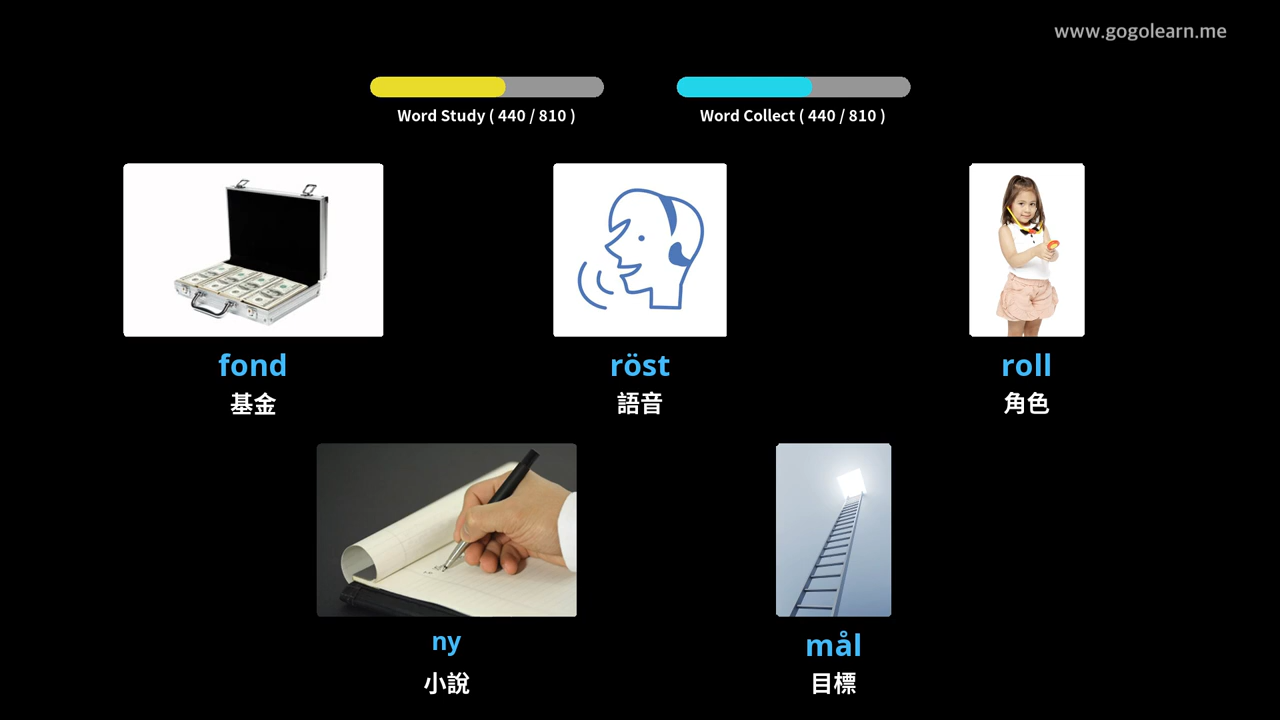 www.gogolearn.me
Word Study ( 440 / 810 )
Word Collect ( 440 / 810 )
fond
基金
röst
語音
roll
角色
ny
小說
mål
目標